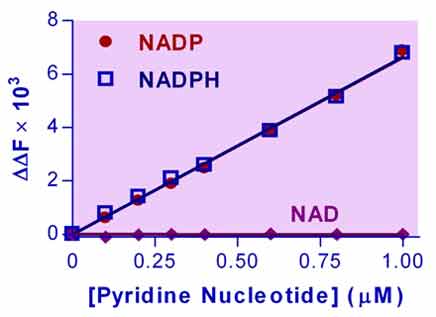 8
6
4
2
0
NADP
NADPH
NAD
ΔΔF × 10³
0 0.25 0.50 0.75 1.00
[Pyridine Nucleotide] (μM)